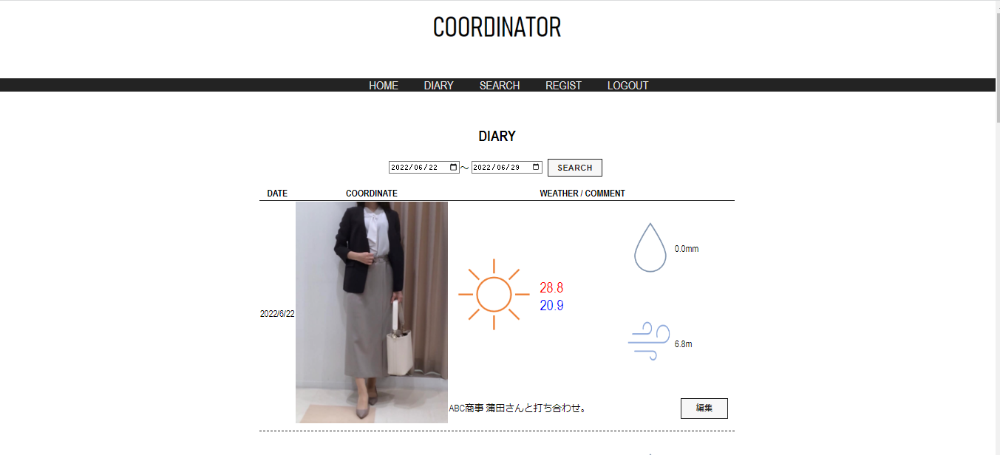 COORDINATOR
HOME DIARY SEARCH REGIST LOGOUT
DIARY
2022/06/22 ～ 2022/06/29 SEARCH
DATE COORDINATE WEATHER / COMMENT
0.0mm
28.8
20.9
2022/6/22
6.8m
ABC商事 蒲田さんと打ち合わせ。 編集